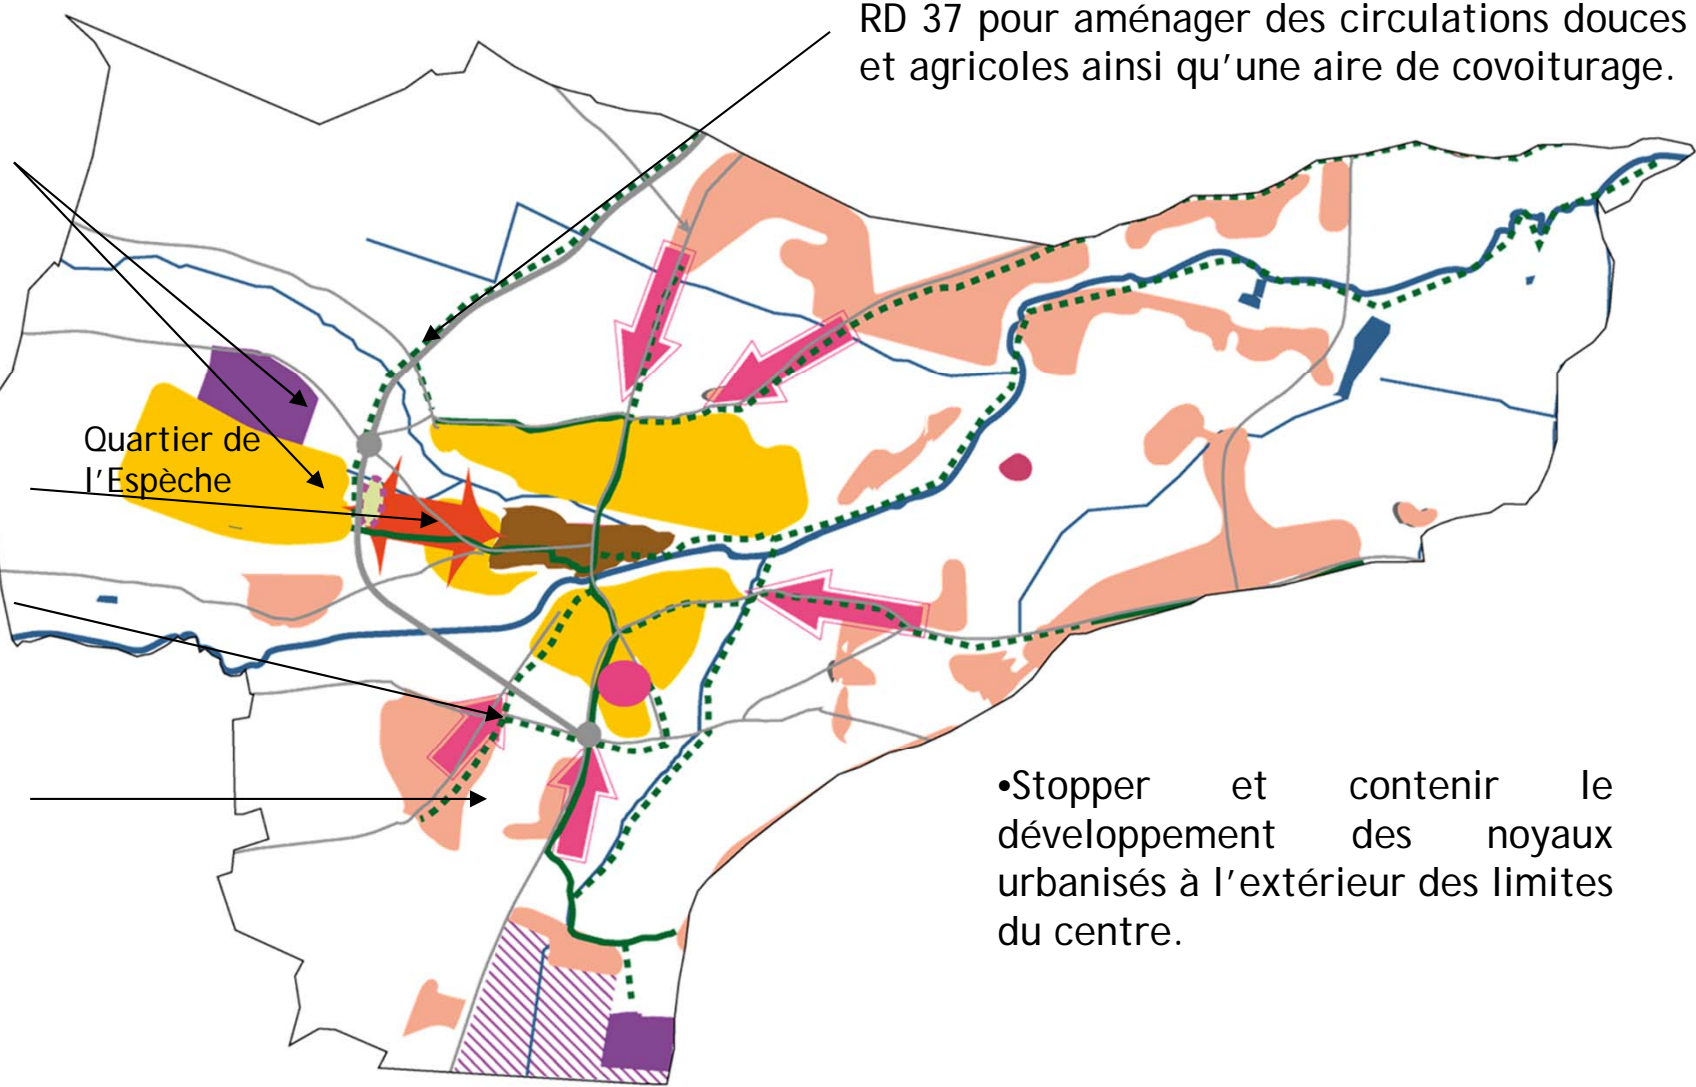 RD 37 pour aménager des circulations douces
et agricoles ainsi qu’une aire de covoiturage.
Quartier de
l’Espèche
•Stopper et contenir le
développement des noyaux
urbanisés à l’extérieur des limites
du centre.